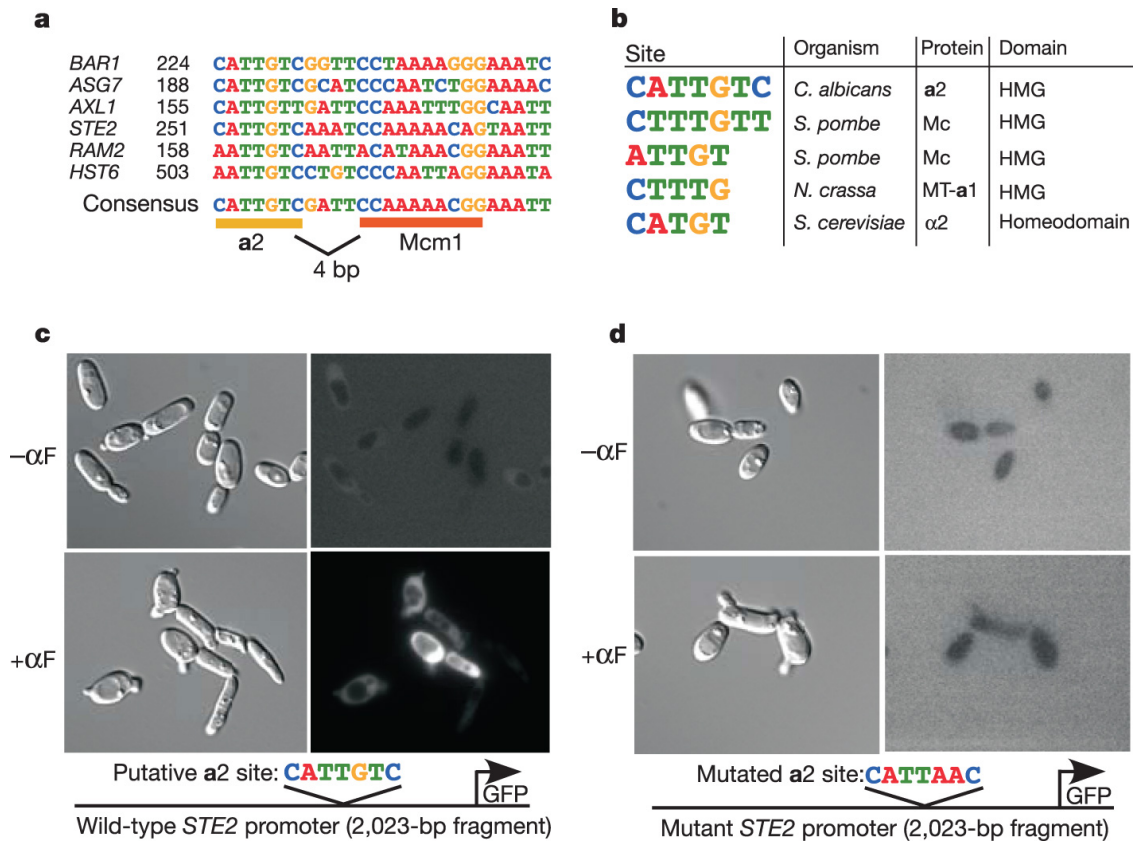 a
BAR1 224 CATTGTCGGTTCCTAAAAGGGAAATC
ASG7 188 CATTGTCGCATCCCAATCTGGAAAAC
AXL1 155 CATTGTTGATTCCAAATTTGGCAATT
STE2 251 CATTGTCAAATCCAAAAACAGTAATT
RAM2 158 AATTGTCAATTACATAAACGGAAATT
HST6 503 AATTGTCCTGTCCCAATTAGGAAATA
Consensus CATTGTCGATTCCAAAAACGGAAATT
a2 Mcm1
4 bp
b
Site Organism Protein Domain
CATTGTC C. albicans a2 HMG
CTTTGTT S. pombe Mc HMG
ATTGT S. pombe Mc HMG
CTTTG N. crassa MT-a1 HMG
CATGT S. cerevisiae α2 Homeodomain
c
−αF
+αF
Putative a2 site: CATTGTC
GFP
Wild-type STE2 promoter (2,023-bp fragment)
d
−αF
+αF
Mutated a2 site: CATTAAC
GFP
Mutant STE2 promoter (2,023-bp fragment)